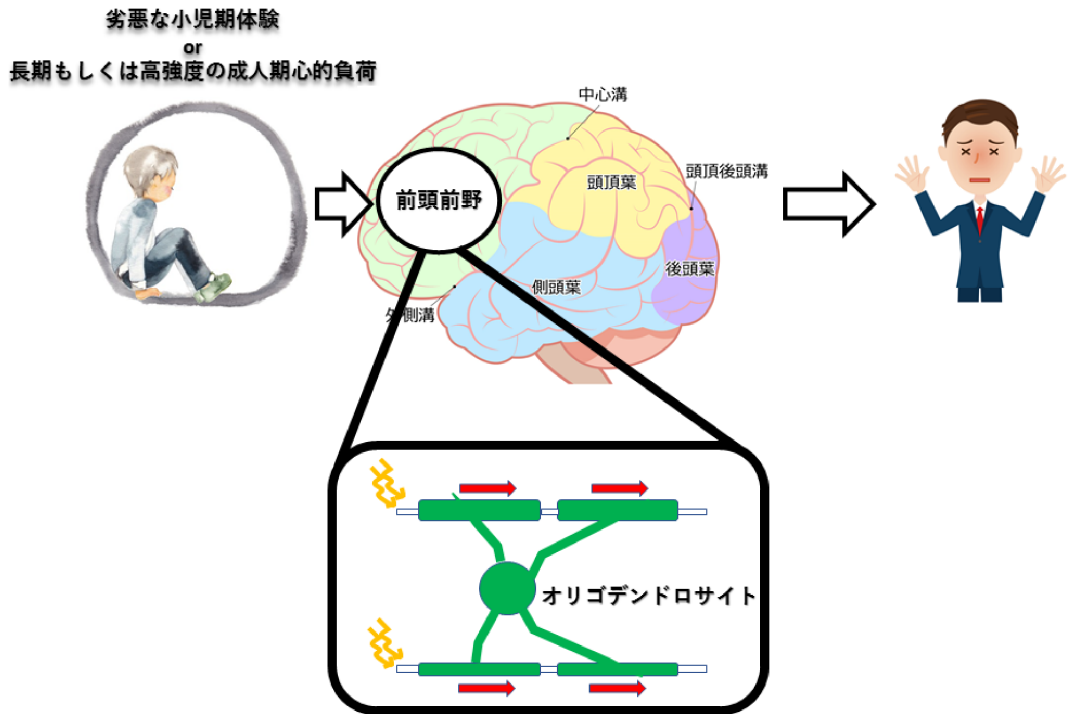 劣悪な小児期体験
or
長期もしくは高強度の成人期心的負荷
中心溝
頭頂葉
頭頂後頭溝
前頭前野
後頭葉
側頭葉
外側溝
オリゴデンドロサイト